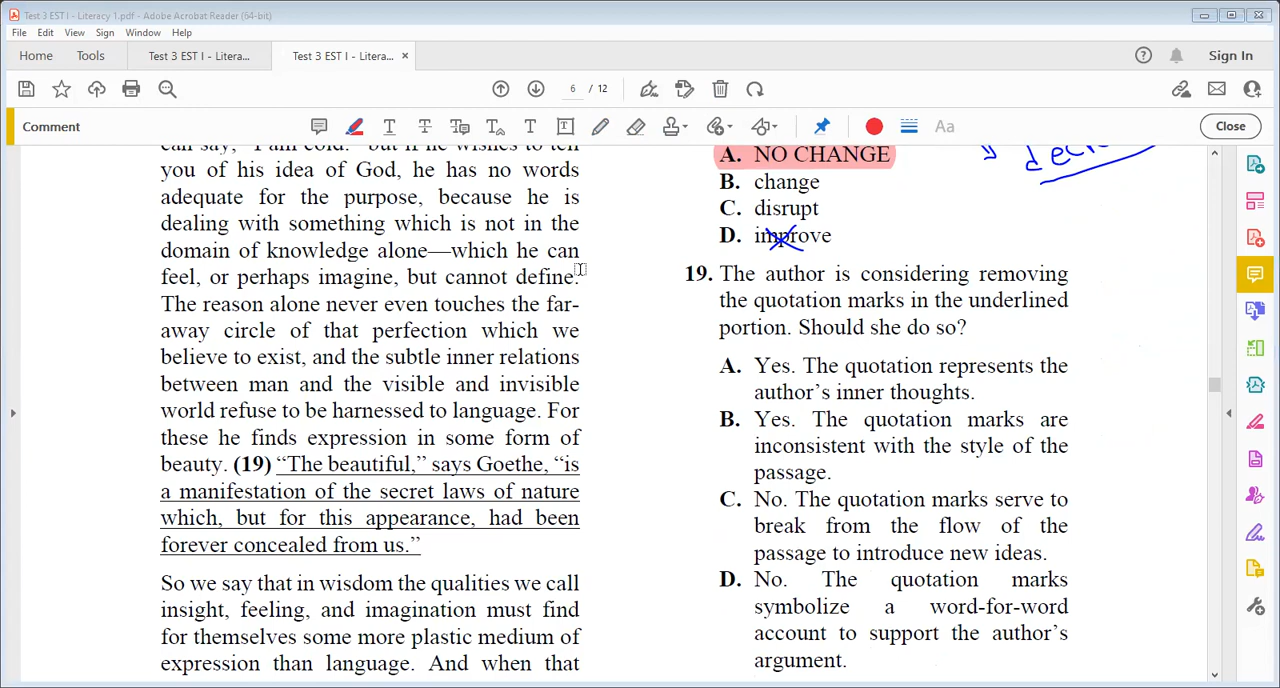 Test 3 EST I - Literacy 1.pdf - Adobe Acrobat Reader (64-bit)
File Edit View Sign Window Help
Home Tools Test 3 EST I - Litera... Test 3 EST I - Litera... × Sign In
6 / 12
Comment Aa Close
can say, "I am cold." but if he wishes to tell
you of his idea of God, he has no words
adequate for the purpose, because he is
dealing with something which is not in the
domain of knowledge alone—which he can
feel, or perhaps imagine, but cannot define.
The reason alone never even touches the far-
away circle of that perfection which we
believe to exist, and the subtle inner relations
between man and the visible and invisible
world refuse to be harnessed to language. For
these he finds expression in some form of
beauty. (19) “The beautiful,” says Goethe, “is
a manifestation of the secret laws of nature
which, but for this appearance, had been
forever concealed from us.”
So we say that in wisdom the qualities we call
insight, feeling, and imagination must find
for themselves some more plastic medium of
expression than language. And when that
A. NO CHANGE
B. change
C. disrupt
D. improve
19. The author is considering removing
the quotation marks in the underlined
portion. Should she do so?
A. Yes. The quotation represents the
author’s inner thoughts.
B. Yes. The quotation marks are
inconsistent with the style of the
passage.
C. No. The quotation marks serve to
break from the flow of the
passage to introduce new ideas.
D. No. The quotation marks
symbolize a word-for-word
account to support the author’s
argument.